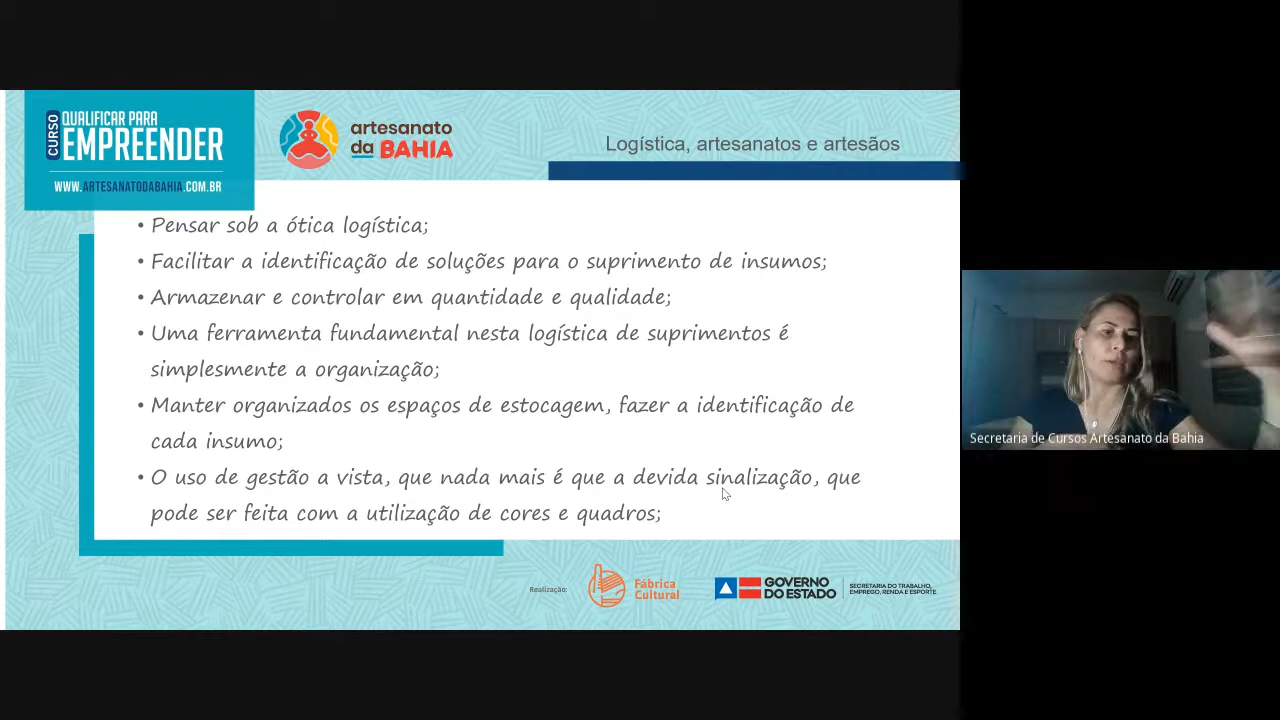 CURSO
QUALIFICAR PARA
EMPREENDER
WWW.ARTESANATODABAHIA.COM.BR
artesanato
da BAHIA
Logística, artesanatos e artesãos
• Pensar sob a ótica logística;
• Facilitar a identificação de soluções para o suprimento de insumos;
• Armazenar e controlar em quantidade e qualidade;
• Uma ferramenta fundamental nesta logística de suprimentos é
simplesmente a organização;
• Manter organizados os espaços de estocagem, fazer a identificação de
cada insumo;
• O uso de gestão a vista, que nada mais é que a devida sinalização, que
pode ser feita com a utilização de cores e quadros;
Realização:
Fábrica
Cultural
GOVERNO
DO ESTADO
SECRETARIA DO TRABALHO,
EMPREGO, RENDA E ESPORTE
Secretaria de Cursos Artesanato da Bahia